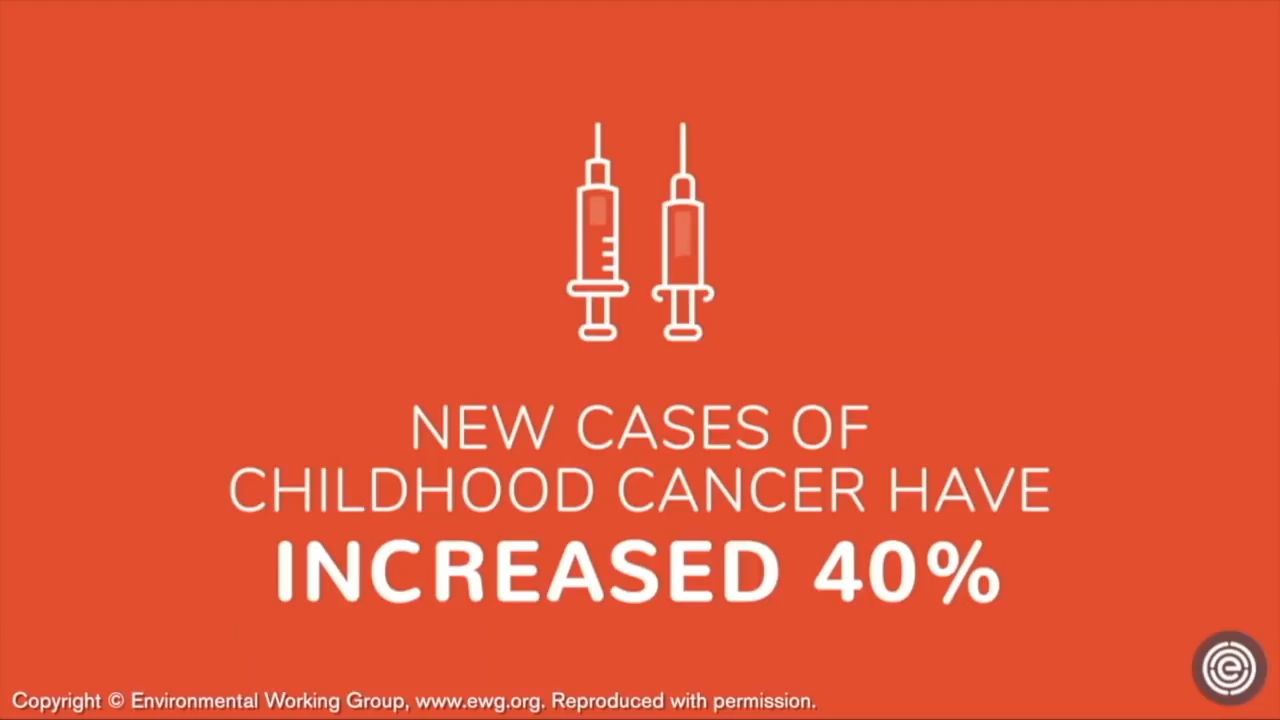 NEW CASES OF
CHILDHOOD CANCER HAVE
INCREASED 40%
Copyright © Environmental Working Group, www.ewg.org. Reproduced with permission.